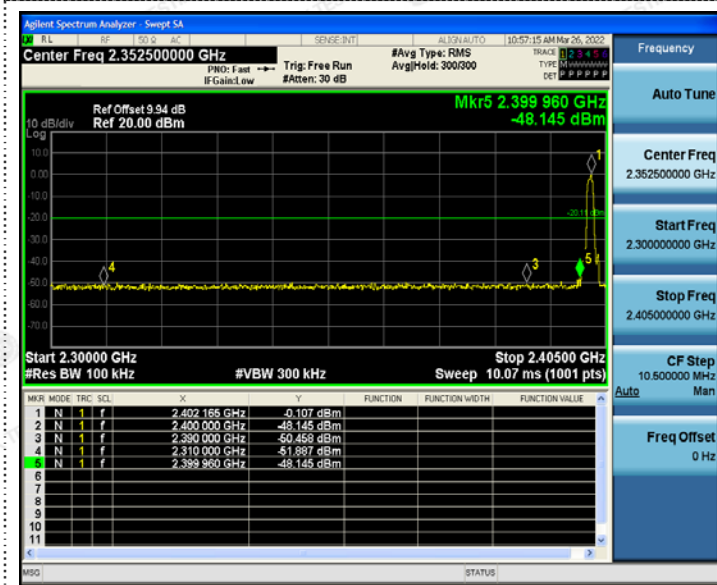 Agilent Spectrum Analyzer - Swept SA
RL RF 50 Ω AC SENSE:INT ALIGN AUTO 10:57:15 AM Mar 26, 2022
Center Freq 2.352500000 GHz
PNO: Fast
IFGain:Low
Trig: Free Run
#Atten: 30 dB
#Avg Type: RMS
Avg|Hold: 300/300
TRACE 1 2 3 4 5 6
TYPE M
DET P P P P P P
Mkr5 2.399 960 GHz
-48.145 dBm
Ref Offset 9.94 dB
Ref 20.00 dBm
10 dB/div
Log
10.0
0.00
-10.0
-20.0
-30.0
-40.0
-50.0
-60.0
-70.0
1
-20.11 dBm
4
3
5
Start 2.30000 GHz
Stop 2.40500 GHz
#Res BW 100 kHz
#VBW 300 kHz
Sweep 10.07 ms (1001 pts)
MKR MODE TRC SCL X Y FUNCTION FUNCTION WIDTH FUNCTION VALUE
1 N 1 f 2.402 165 GHz -0.107 dBm
2 N 1 f 2.400 000 GHz -48.145 dBm
3 N 1 f 2.390 000 GHz -50.458 dBm
4 N 1 f 2.310 000 GHz -51.887 dBm
5 N 1 f 2.399 960 GHz -48.145 dBm
6
7
8
9
10
11
MSG
STATUS
Frequency
Auto Tune
Center Freq
2.352500000 GHz
Start Freq
2.300000000 GHz
Stop Freq
2.405000000 GHz
CF Step
10.500000 MHz
Auto Man
Freq Offset
0 Hz